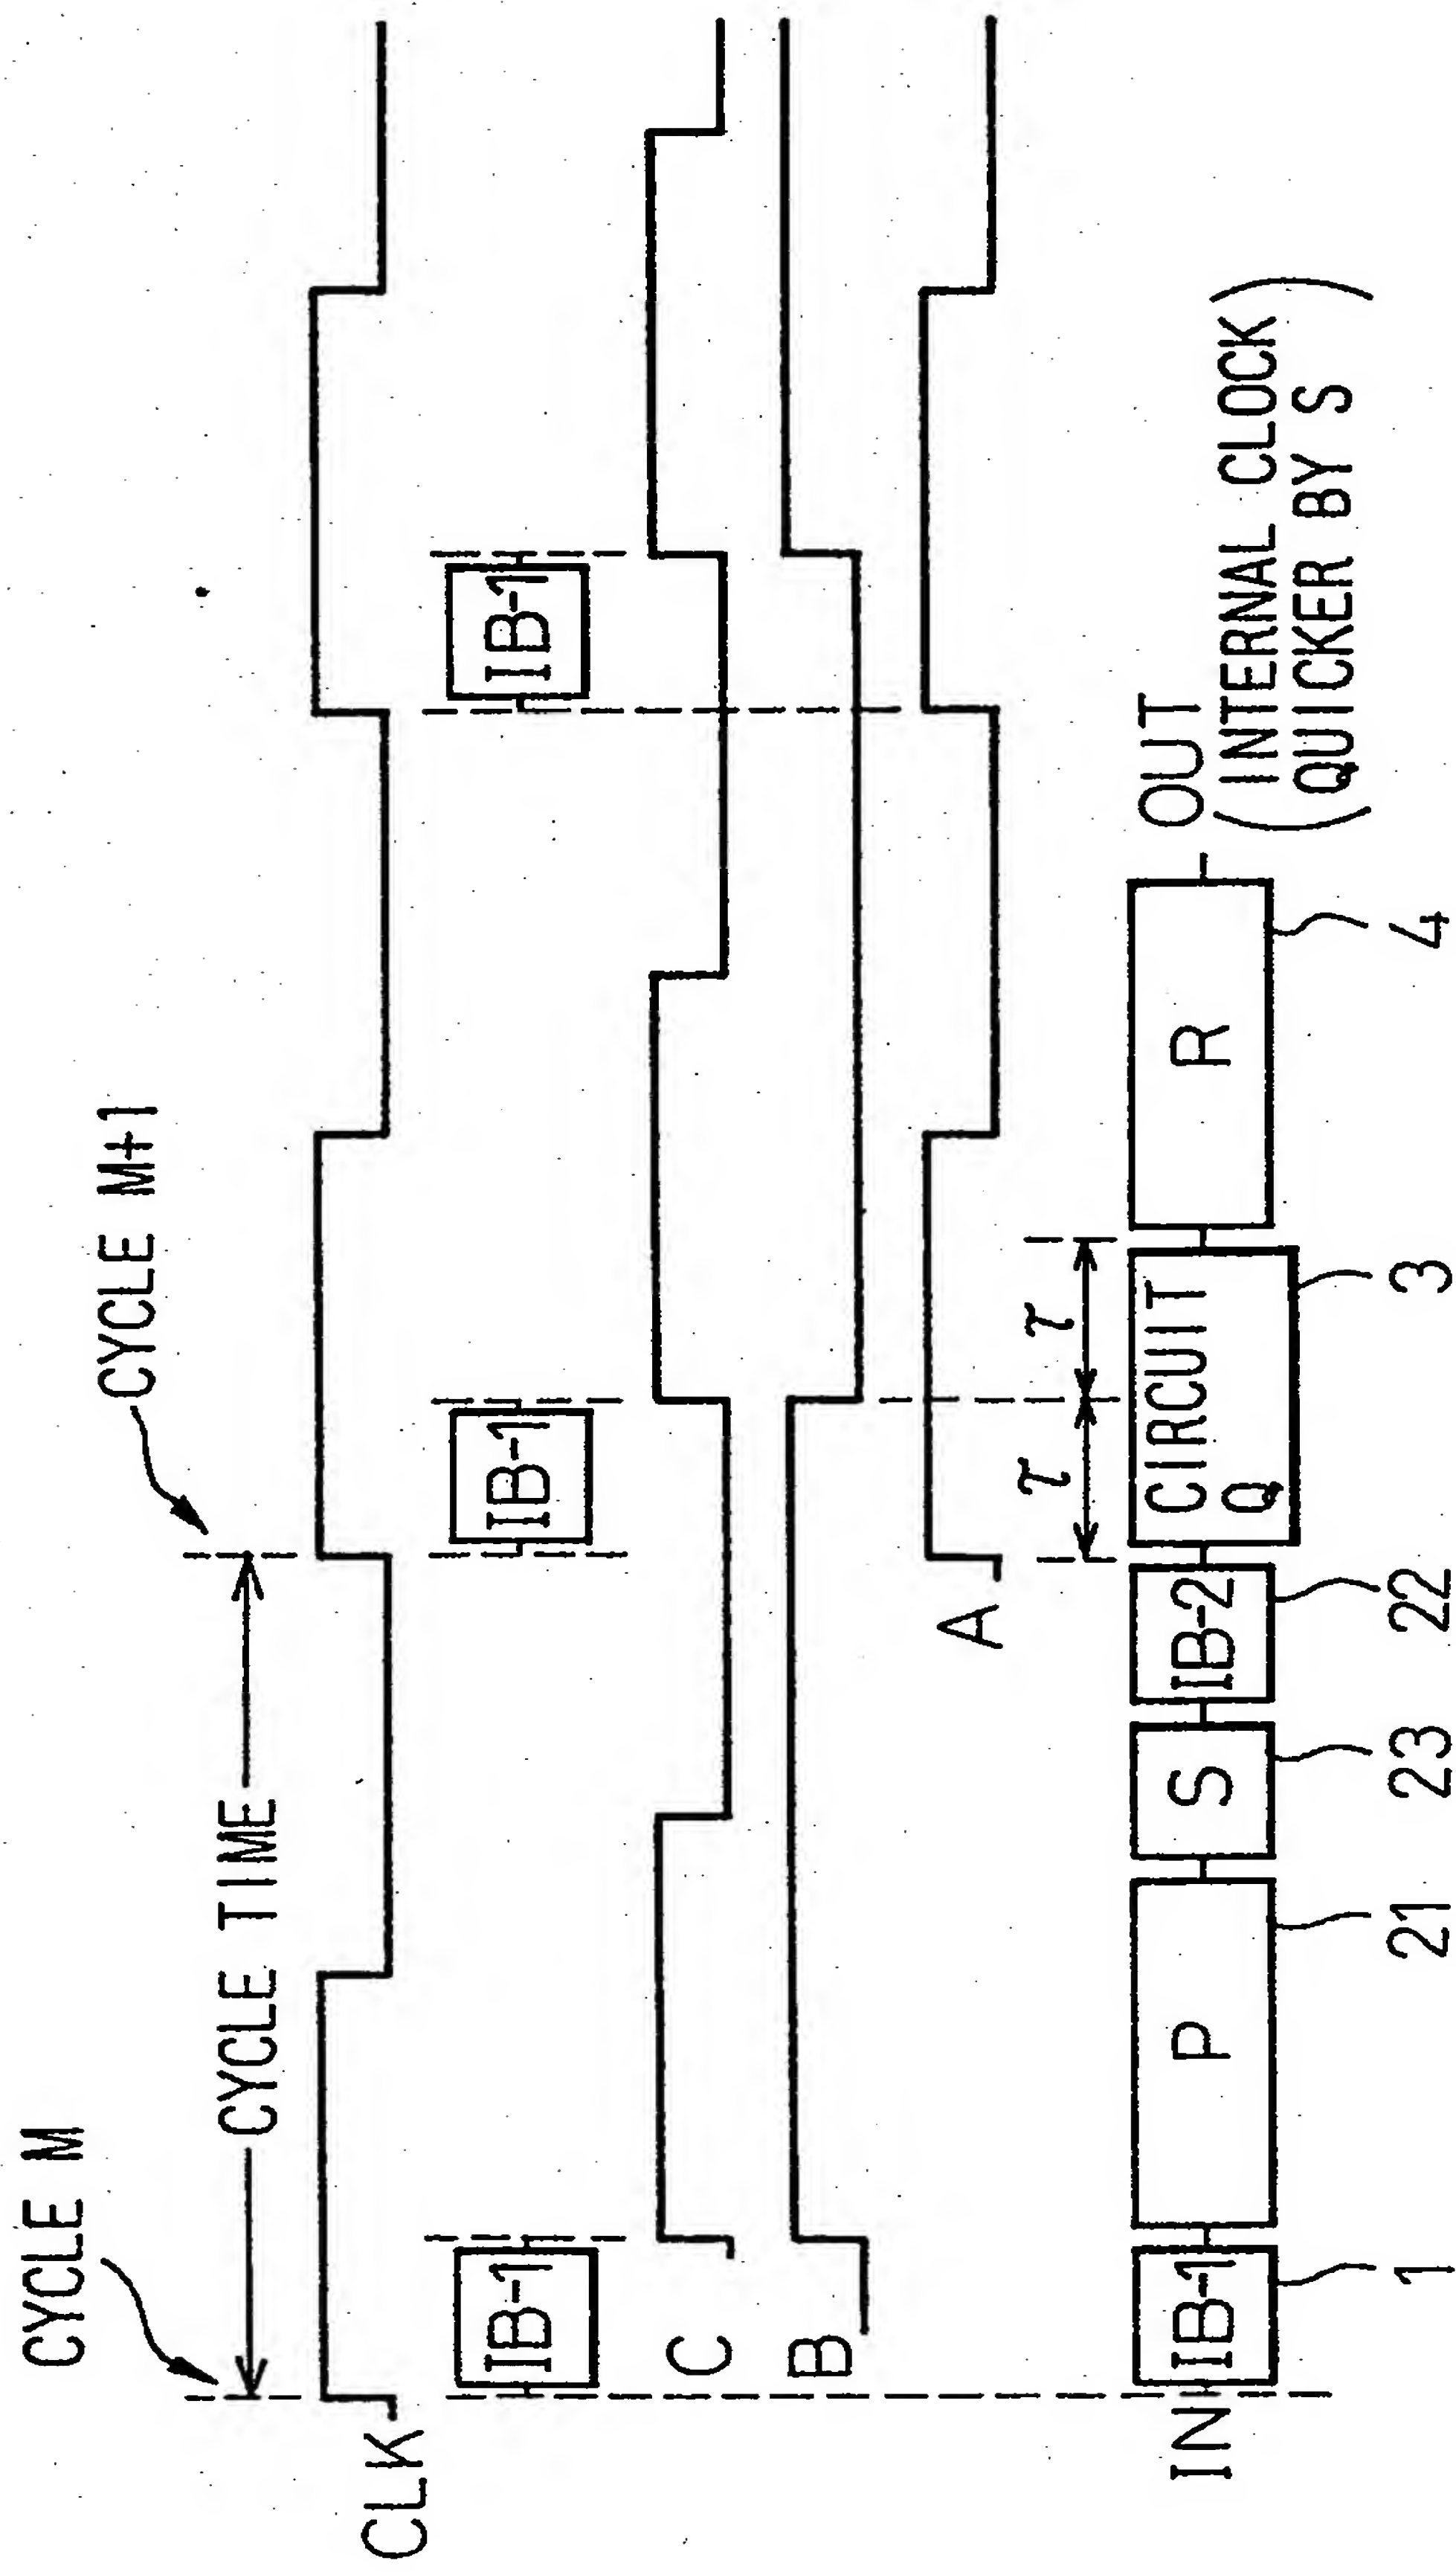 CYCLE M
CYCLE M+1
CYCLE TIME
CLK
IB-1
IB-1
IB-1
C
B
A
τ
τ
IN
IB-1
P
S
IB-2
CIRCUIT
Q
R
OUT
(INTERNAL CLOCK
QUICKER BY S)
1
21
23
22
3
4